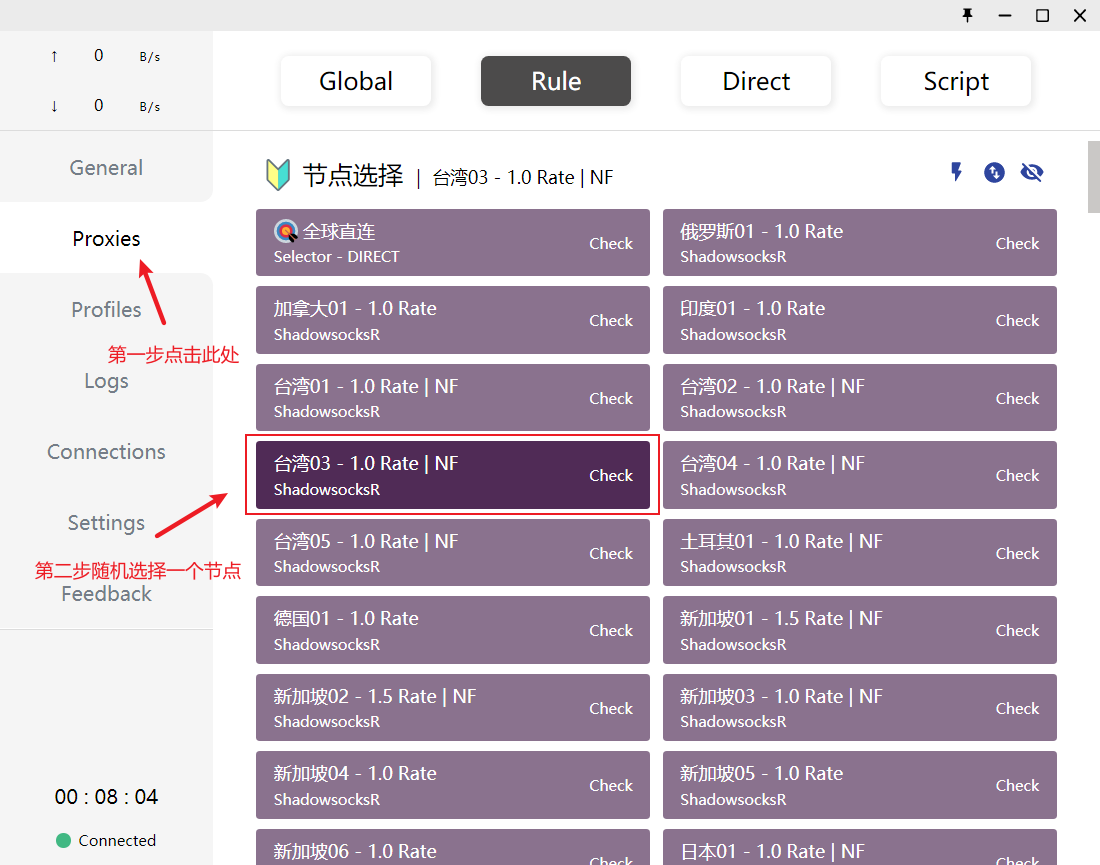 ↑ 0 B/s
↓ 0 B/s
Global
Rule
Direct
Script
General
Proxies
Profiles
第一步点击此处
Logs
Connections
Settings
第二步随机选择一个节点
Feedback
00 : 08 : 04
Connected
节点选择 | 台湾03 - 1.0 Rate | NF
全球直连
Selector - DIRECT
Check
俄罗斯01 - 1.0 Rate
ShadowsocksR
Check
加拿大01 - 1.0 Rate
ShadowsocksR
Check
印度01 - 1.0 Rate
ShadowsocksR
Check
台湾01 - 1.0 Rate | NF
ShadowsocksR
Check
台湾02 - 1.0 Rate | NF
ShadowsocksR
Check
台湾03 - 1.0 Rate | NF
ShadowsocksR
Check
台湾04 - 1.0 Rate | NF
ShadowsocksR
Check
台湾05 - 1.0 Rate | NF
ShadowsocksR
Check
土耳其01 - 1.0 Rate | NF
ShadowsocksR
Check
德国01 - 1.0 Rate
ShadowsocksR
Check
新加坡01 - 1.5 Rate | NF
ShadowsocksR
Check
新加坡02 - 1.5 Rate | NF
ShadowsocksR
Check
新加坡03 - 1.0 Rate | NF
ShadowsocksR
Check
新加坡04 - 1.0 Rate
ShadowsocksR
Check
新加坡05 - 1.0 Rate
ShadowsocksR
Check
新加坡06 - 1.0 Rate
Check
日本01 - 1.0 Rate | NF
Check